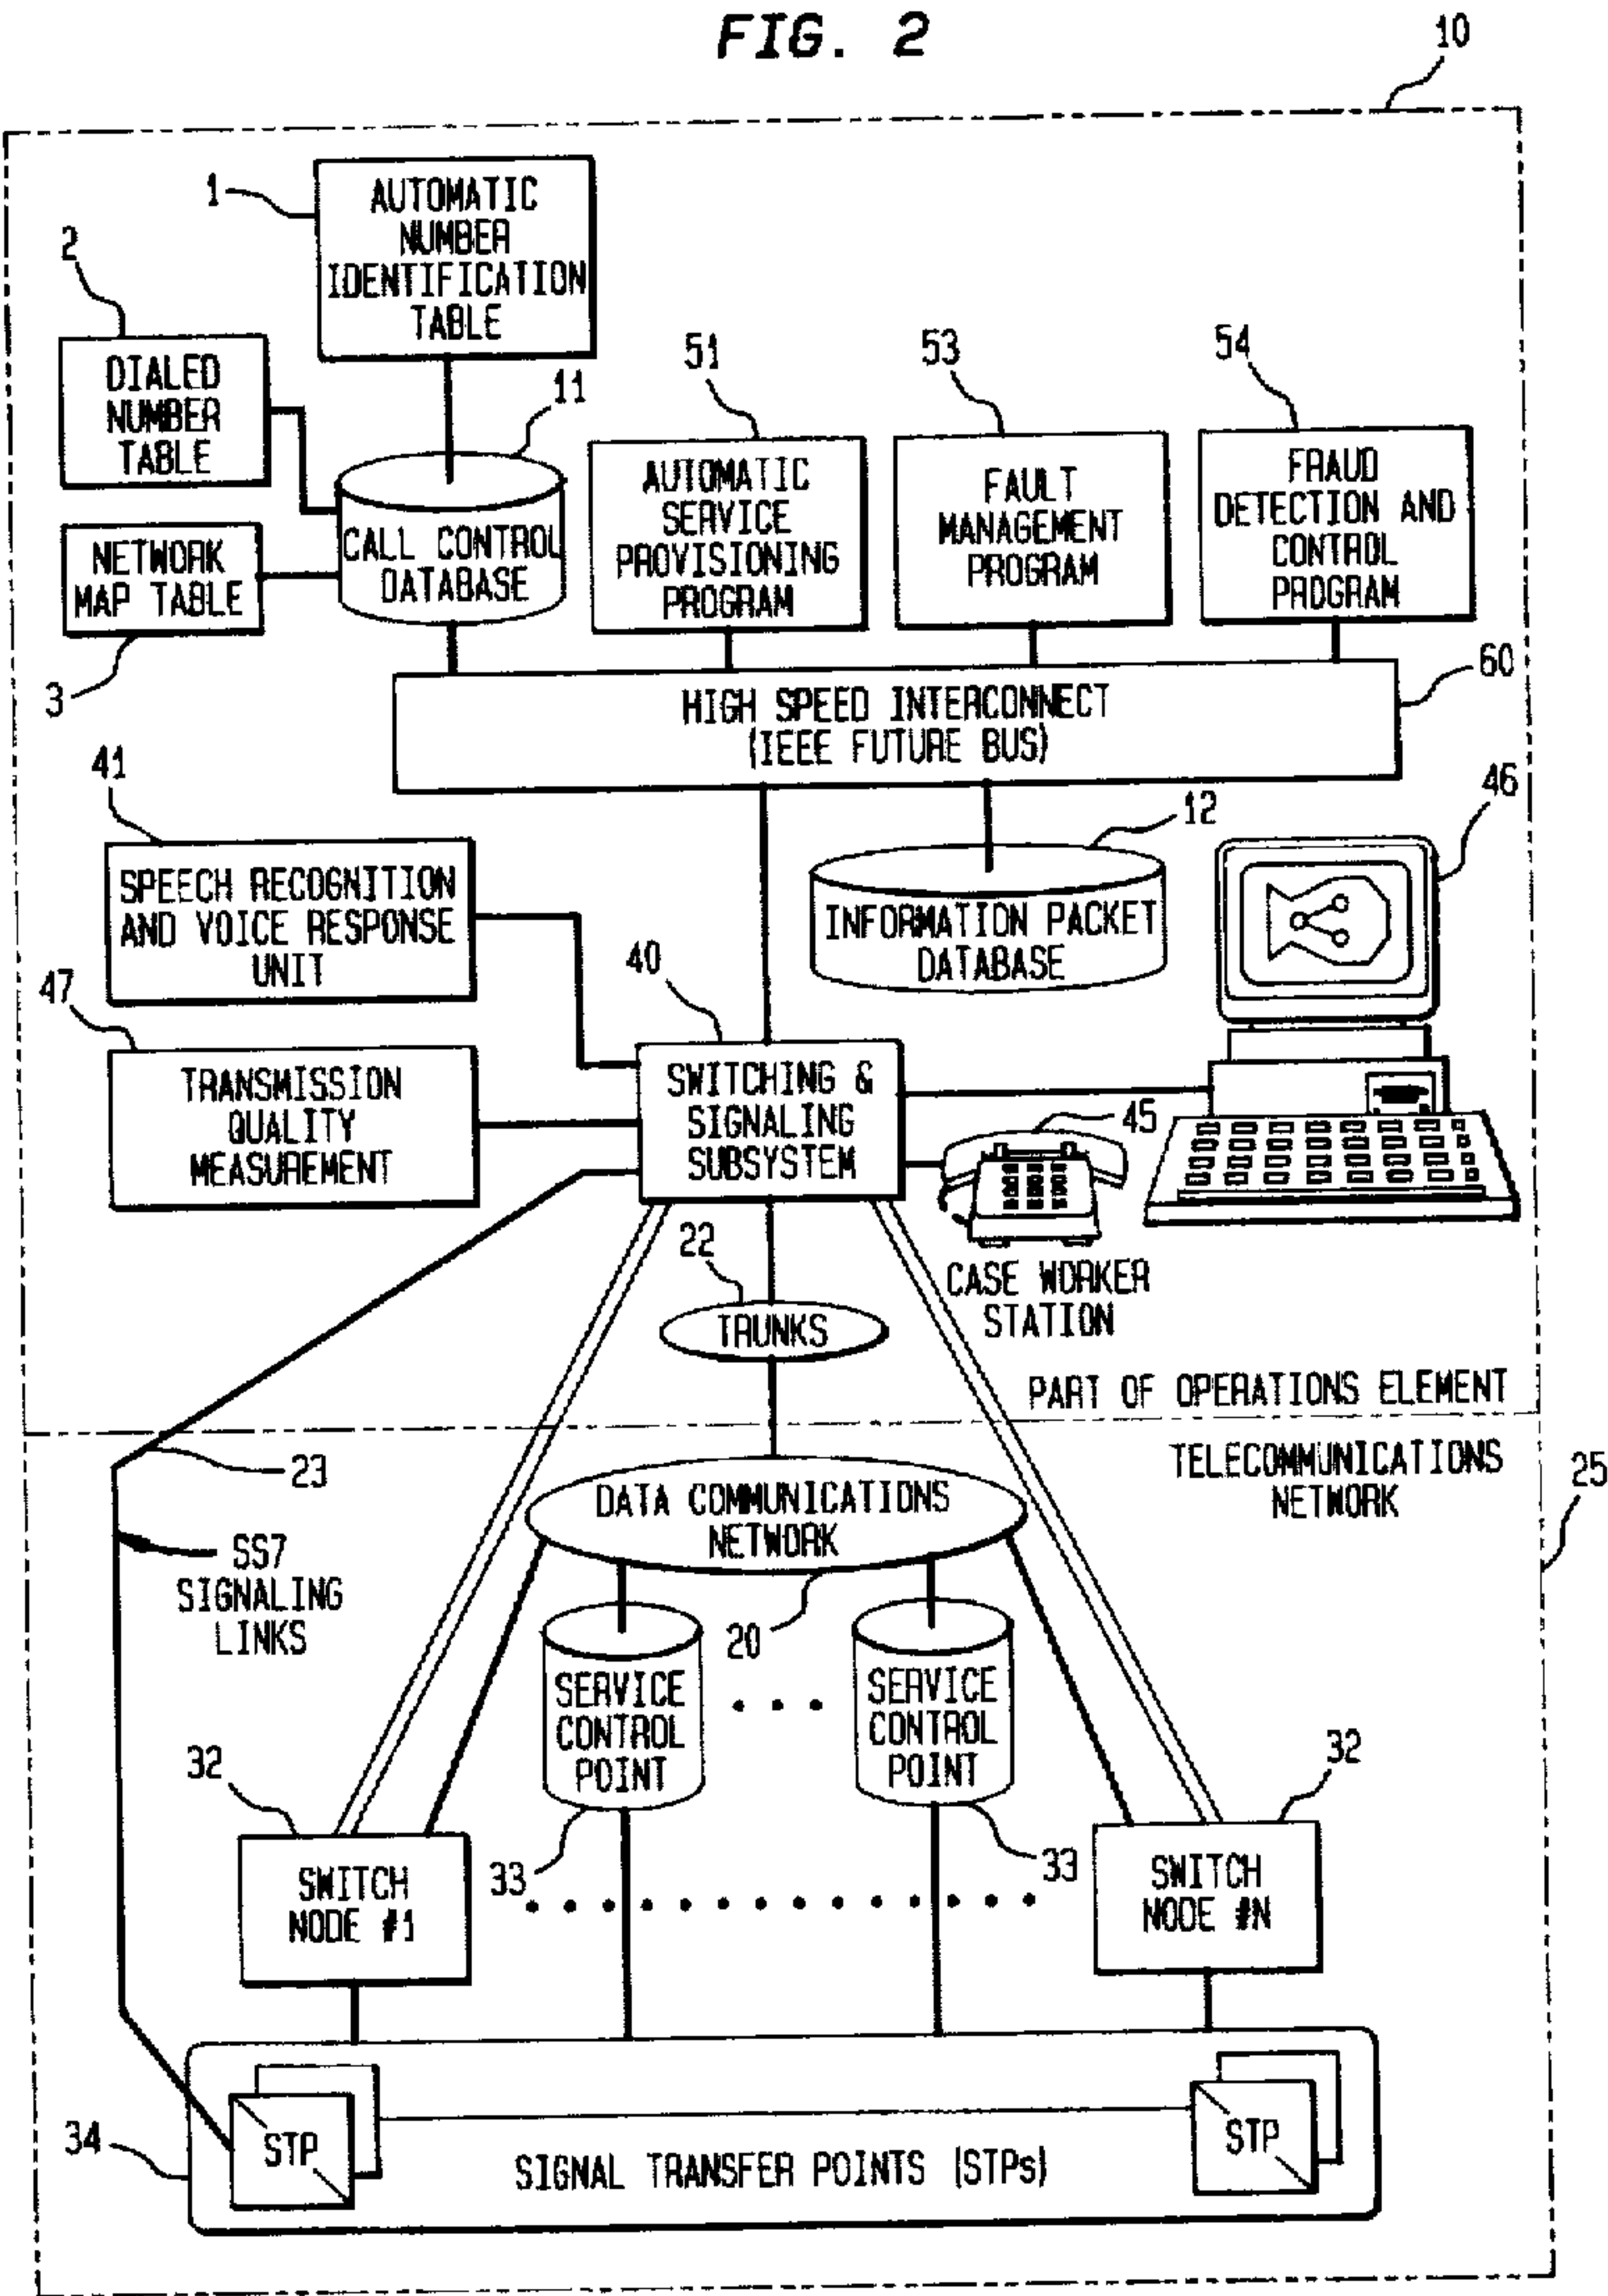 FIG. 2
10
1
AUTOMATIC
NUMBER
IDENTIFICATION
TABLE
2
DIALED
NUMBER
TABLE
11
CALL CONTROL
DATABASE
NETWORK
MAP TABLE
3
51
AUTOMATIC
SERVICE
PROVISIONING
PROGRAM
53
FAULT
MANAGEMENT
PROGRAM
54
FRAUD
DETECTION AND
CONTROL
PROGRAM
60
HIGH SPEED INTERCONNECT
(IEEE FUTURE BUS)
41
SPEECH RECOGNITION
AND VOICE RESPONSE
UNIT
12
INFORMATION PACKET
DATABASE
46
47
TRANSMISSION
QUALITY
MEASUREMENT
40
SWITCHING &
SIGNALING
SUBSYSTEM
45
CASE WORKER
STATION
22
TRUNKS
PART OF OPERATIONS ELEMENT
TELECOMMUNICATIONS
NETWORK
25
23
SS7
SIGNALING
LINKS
DATA COMMUNICATIONS
NETWORK
20
SERVICE
CONTROL
POINT
33
SERVICE
CONTROL
POINT
33
32
SWITCH
NODE #1
32
SWITCH
NODE #N
34
STP
SIGNAL TRANSFER POINTS (STPs)
STP